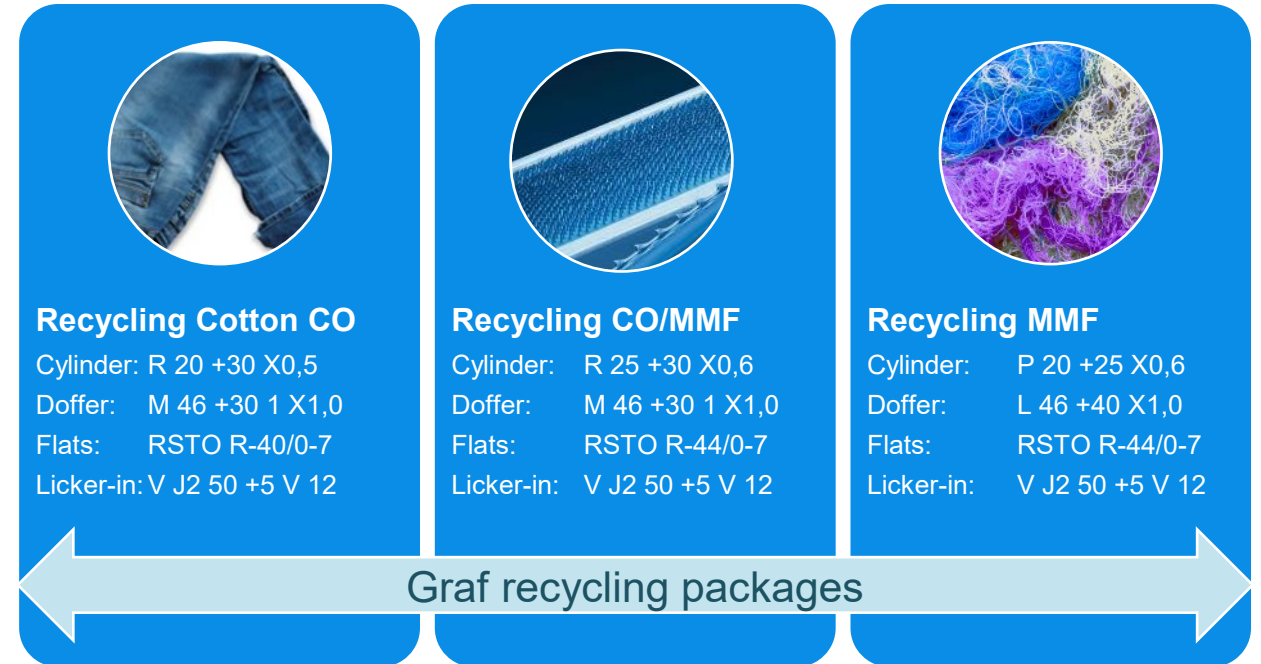 Recycling Cotton CO
Cylinder: R 20 +30 X0,5
Doffer: M 46 +30 1 X1,0
Flats: RSTO R-40/0-7
Licker-in: V J2 50 +5 V 12
Recycling CO/MMF
Cylinder: R 25 +30 X0,6
Doffer: M 46 +30 1 X1,0
Flats: RSTO R-44/0-7
Licker-in: V J2 50 +5 V 12
Recycling MMF
Cylinder: P 20 +25 X0,6
Doffer: L 46 +40 X1,0
Flats: RSTO R-44/0-7
Licker-in: V J2 50 +5 V 12
Graf recycling packages